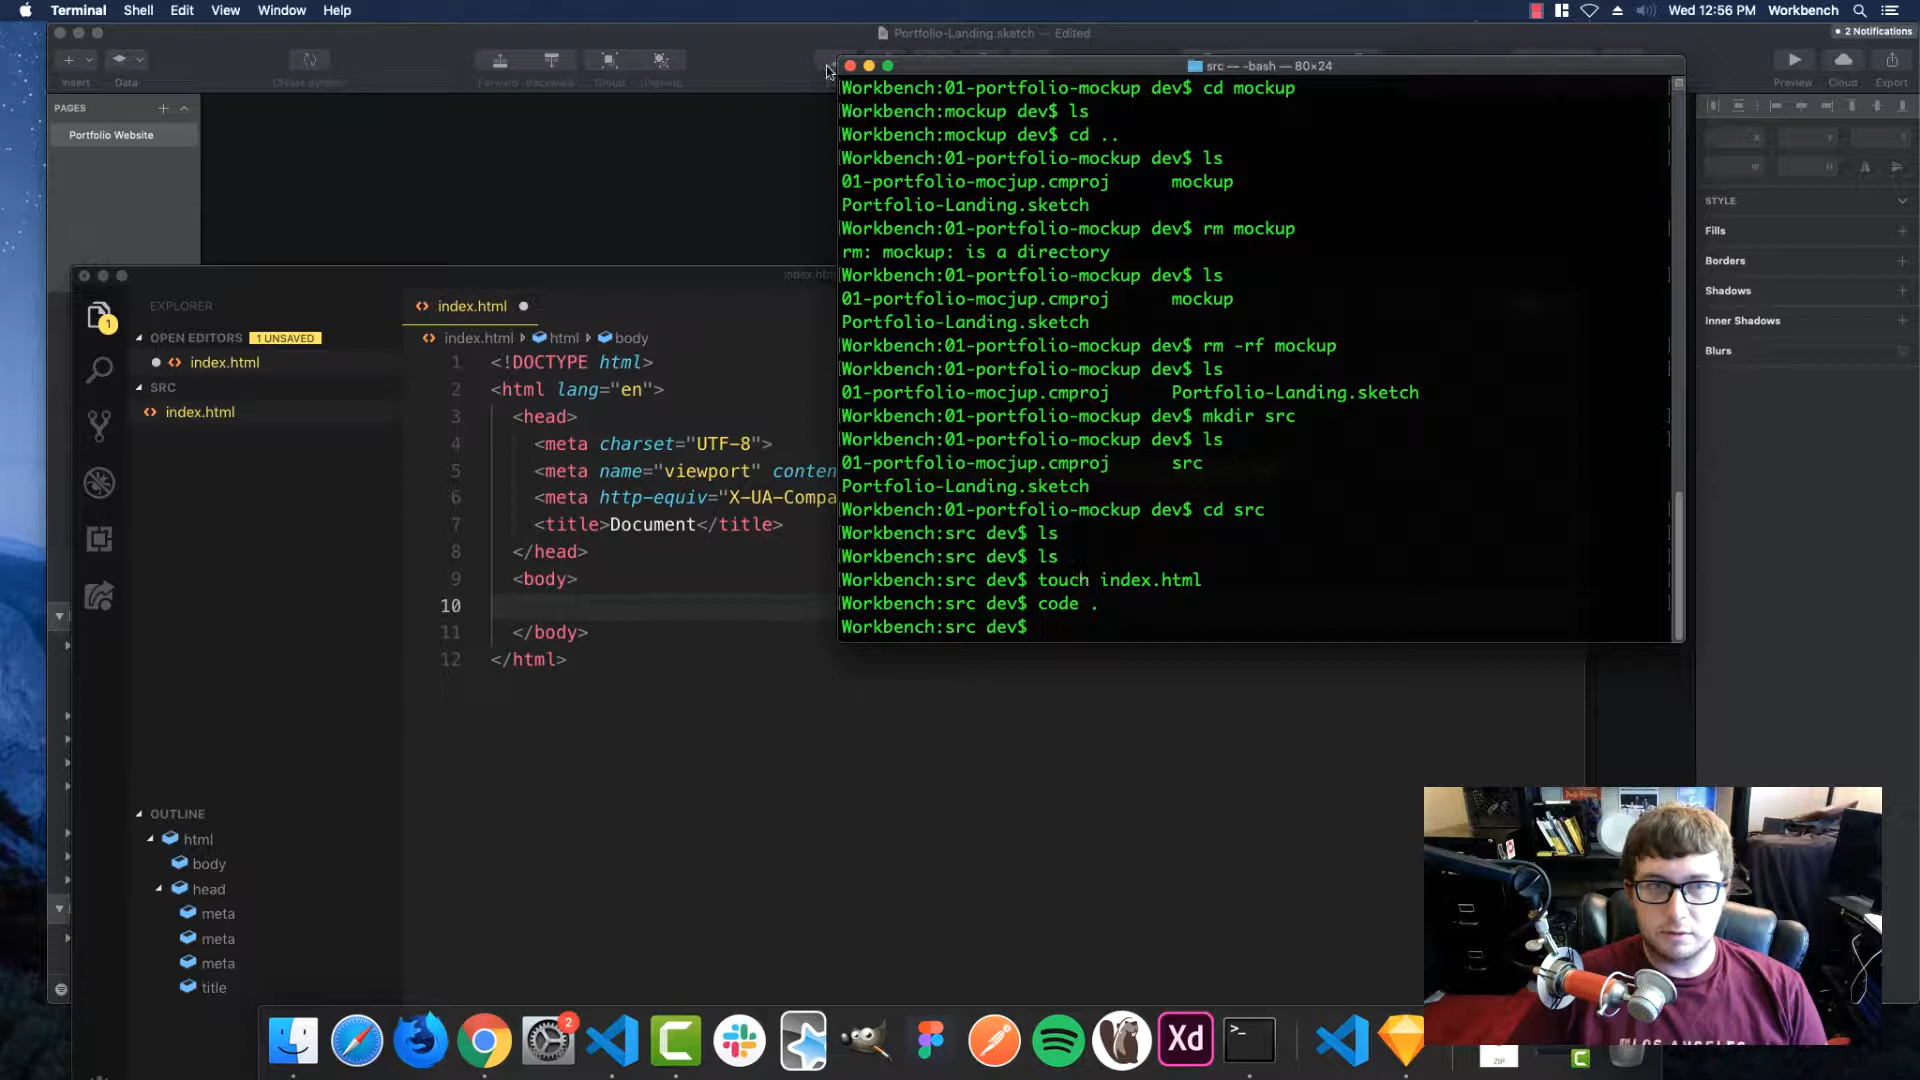 Terminal Shell Edit View Window Help
Wed 12:56 PM Workbench
Portfolio-Landing.sketch — Edited
2 Notifications
Insert Data
Preview Cloud Export
PAGES
Portfolio Website
src — -bash — 80×24
Workbench:01-portfolio-mockup dev$ cd mockup
Workbench:mockup dev$ ls
Workbench:mockup dev$ cd ..
Workbench:01-portfolio-mockup dev$ ls
01-portfolio-mocjup.cmproj mockup
Portfolio-Landing.sketch
Workbench:01-portfolio-mockup dev$ rm mockup
rm: mockup: is a directory
Workbench:01-portfolio-mockup dev$ ls
01-portfolio-mocjup.cmproj mockup
Portfolio-Landing.sketch
Workbench:01-portfolio-mockup dev$ rm -rf mockup
Workbench:01-portfolio-mockup dev$ ls
01-portfolio-mocjup.cmproj Portfolio-Landing.sketch
Workbench:01-portfolio-mockup dev$ mkdir src
Workbench:01-portfolio-mockup dev$ ls
01-portfolio-mocjup.cmproj src
Portfolio-Landing.sketch
Workbench:01-portfolio-mockup dev$ cd src
Workbench:src dev$ ls
Workbench:src dev$ ls
Workbench:src dev$ touch index.html
Workbench:src dev$ code .
Workbench:src dev$
X Y
W H
STYLE
Fills
Borders
Shadows
Inner Shadows
Blurs
EXPLORER
1
OPEN EDITORS 1 UNSAVED
index.html
SRC
index.html
OUTLINE
html
body
head
meta
meta
meta
title
index.html
index.html html body
1 <!DOCTYPE html>
2 <html lang="en">
3 <head>
4 <meta charset="UTF-8">
5 <meta name="viewport" conten
6 <meta http-equiv="X-UA-Compa
7 <title>Document</title>
8 </head>
9 <body>
10
11 </body>
12 </html>
2
Xd
ZIP